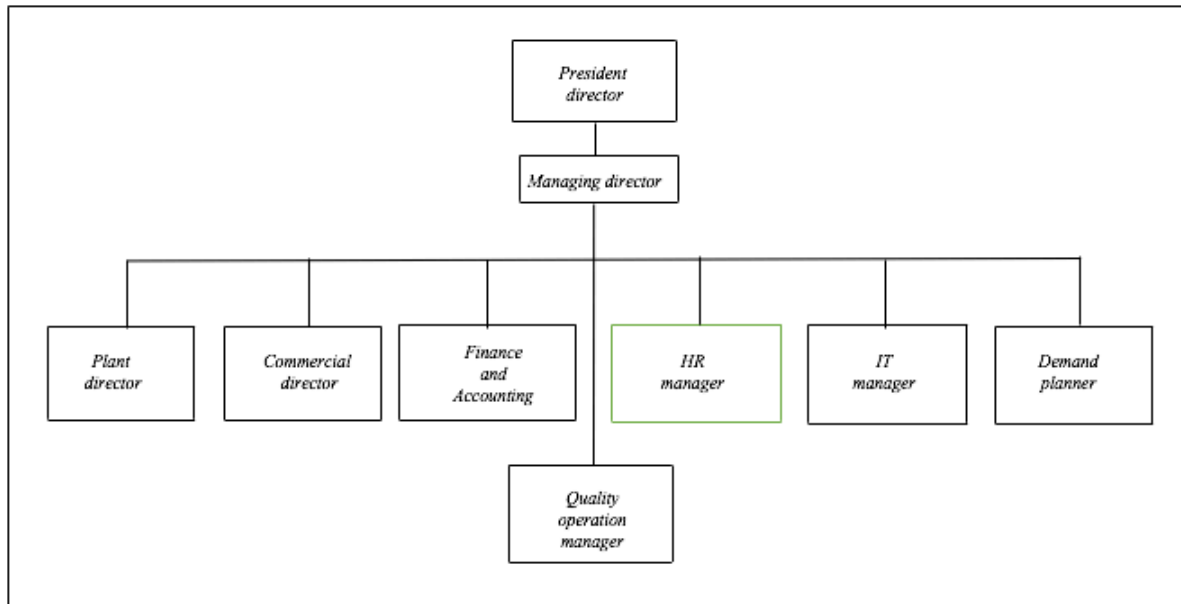 President
director
Managing director
Plant
director
Commercial
director
Finance
and
Accounting
HR
manager
IT
manager
Demand
planner
Quality
operation
manager